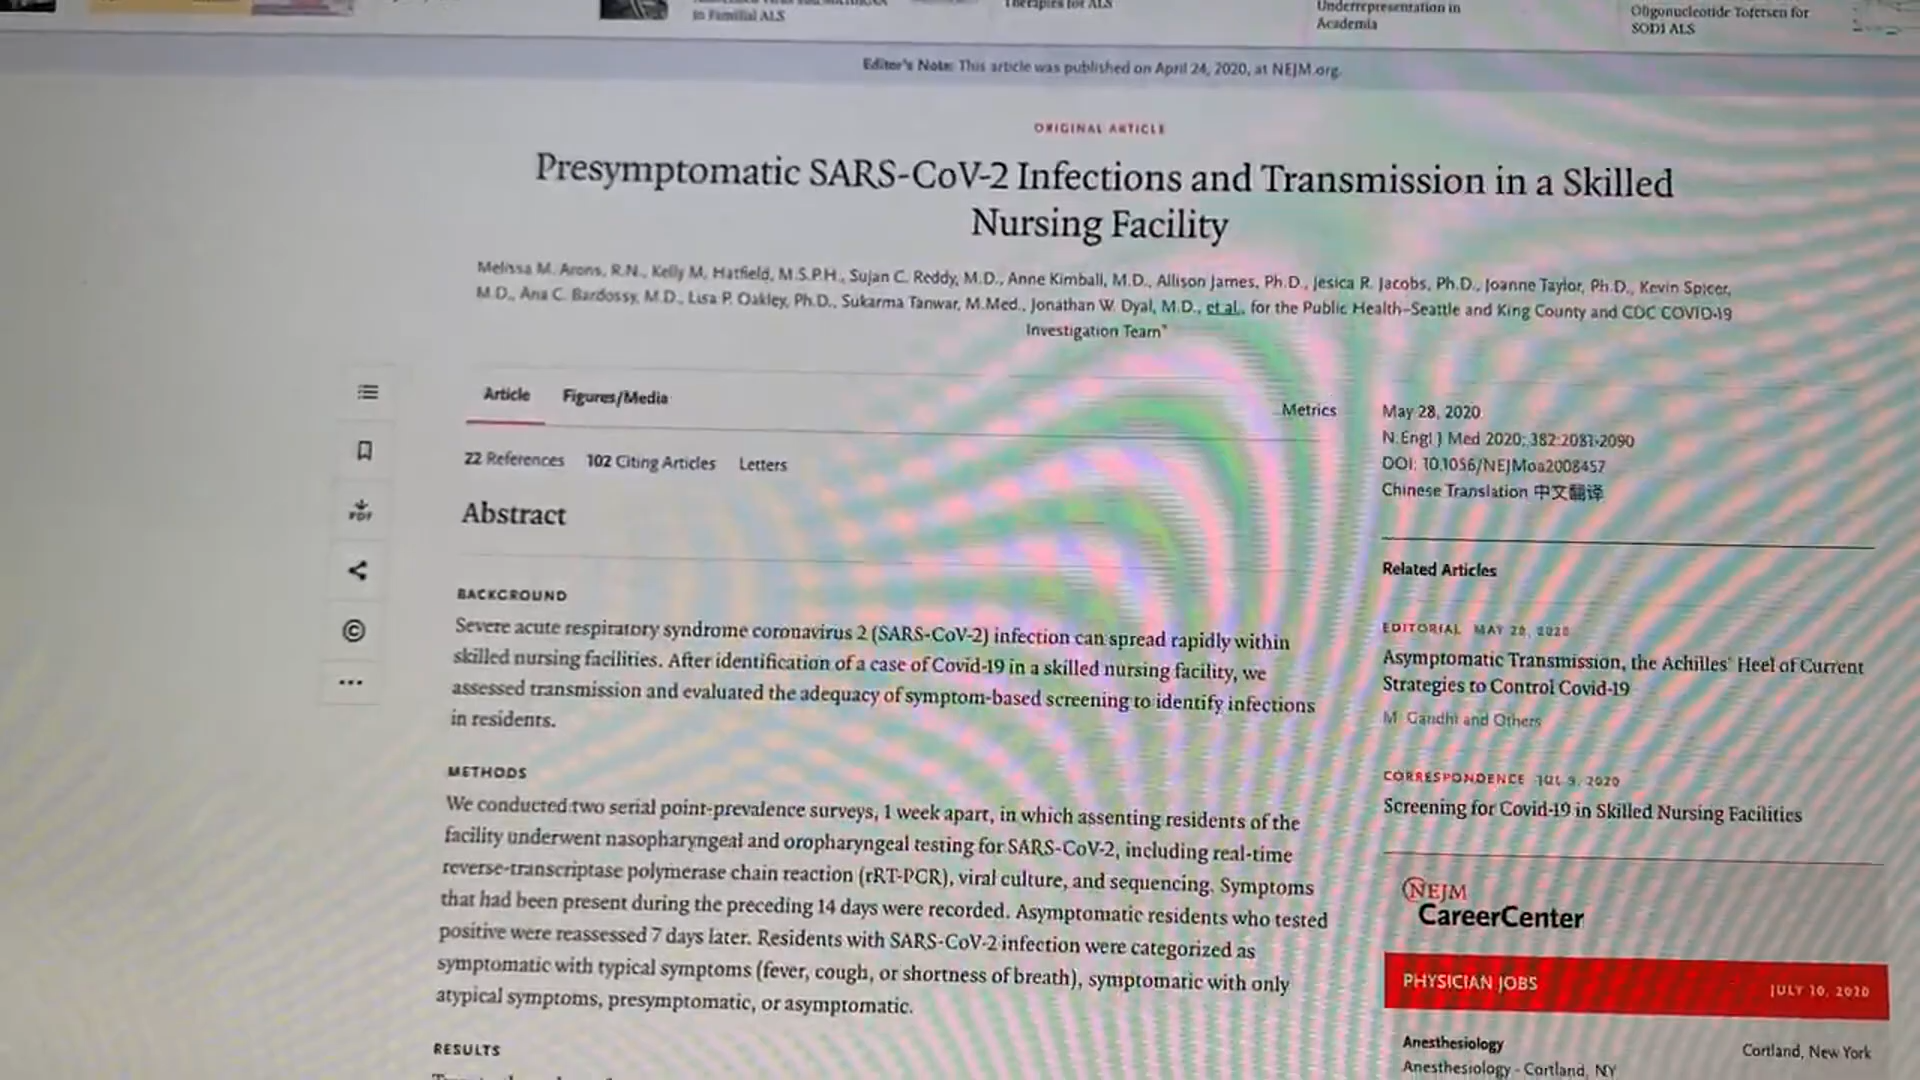 in Familial ALS
Therapies for ALS
Underrepresentation in
Academia
Oligonucleotide Tofersen for
SOD1 ALS
Editor's Note: This article was published on April 24, 2020, at NEJM.org.
ORIGINAL ARTICLE
Presymptomatic SARS-CoV-2 Infections and Transmission in a Skilled
Nursing Facility
Melissa M. Arons, R.N., Kelly M. Hatfield, M.S.P.H., Sujan C. Reddy, M.D., Anne Kimball, M.D., Allison James, Ph.D., Jesica R. Jacobs, Ph.D., Joanne Taylor, Ph.D., Kevin Spicer,
M.D., Ana C. Bardossy, M.D., Lisa P. Oakley, Ph.D., Sukarma Tanwar, M.Med., Jonathan W. Dyal, M.D., et al., for the Public Health–Seattle and King County and CDC COVID-19
Investigation Team*
Article Figures/Media
Metrics
22 References 102 Citing Articles Letters
Abstract
BACKGROUND
Severe acute respiratory syndrome coronavirus 2 (SARS-CoV-2) infection can spread rapidly within
skilled nursing facilities. After identification of a case of Covid-19 in a skilled nursing facility, we
assessed transmission and evaluated the adequacy of symptom-based screening to identify infections
in residents.
METHODS
We conducted two serial point-prevalence surveys, 1 week apart, in which assenting residents of the
facility underwent nasopharyngeal and oropharyngeal testing for SARS-CoV-2, including real-time
reverse-transcriptase polymerase chain reaction (rRT-PCR), viral culture, and sequencing. Symptoms
that had been present during the preceding 14 days were recorded. Asymptomatic residents who tested
positive were reassessed 7 days later. Residents with SARS-CoV-2 infection were categorized as
symptomatic with typical symptoms (fever, cough, or shortness of breath), symptomatic with only
atypical symptoms, presymptomatic, or asymptomatic.
RESULTS
PDF
May 28, 2020
N Engl J Med 2020; 382:2081-2090
DOI: 10.1056/NEJMoa2008457
Chinese Translation 中文翻译
Related Articles
EDITORIAL MAY 28, 2020
Asymptomatic Transmission, the Achilles' Heel of Current
Strategies to Control Covid-19
M. Gandhi and Others
CORRESPONDENCE JUL 9, 2020
Screening for Covid-19 in Skilled Nursing Facilities
NEJM
CareerCenter
PHYSICIAN JOBS
JULY 10, 2020
Anesthesiology
Cortland, New York
Anesthesiology - Cortland, NY